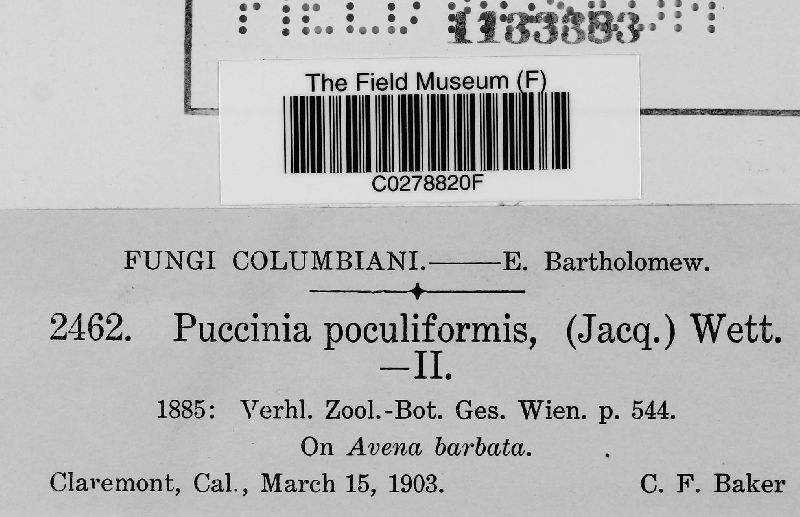 1133383
The Field Museum (F)
C0278820F
FUNGI COLUMBIANI.——E. Bartholomew.
2462. Puccinia poculiformis, (Jacq.) Wett.
—II.
1885: Verhl. Zool.-Bot. Ges. Wien. p. 544.
On Avena barbata.
Claremont, Cal., March 15, 1903. C. F. Baker